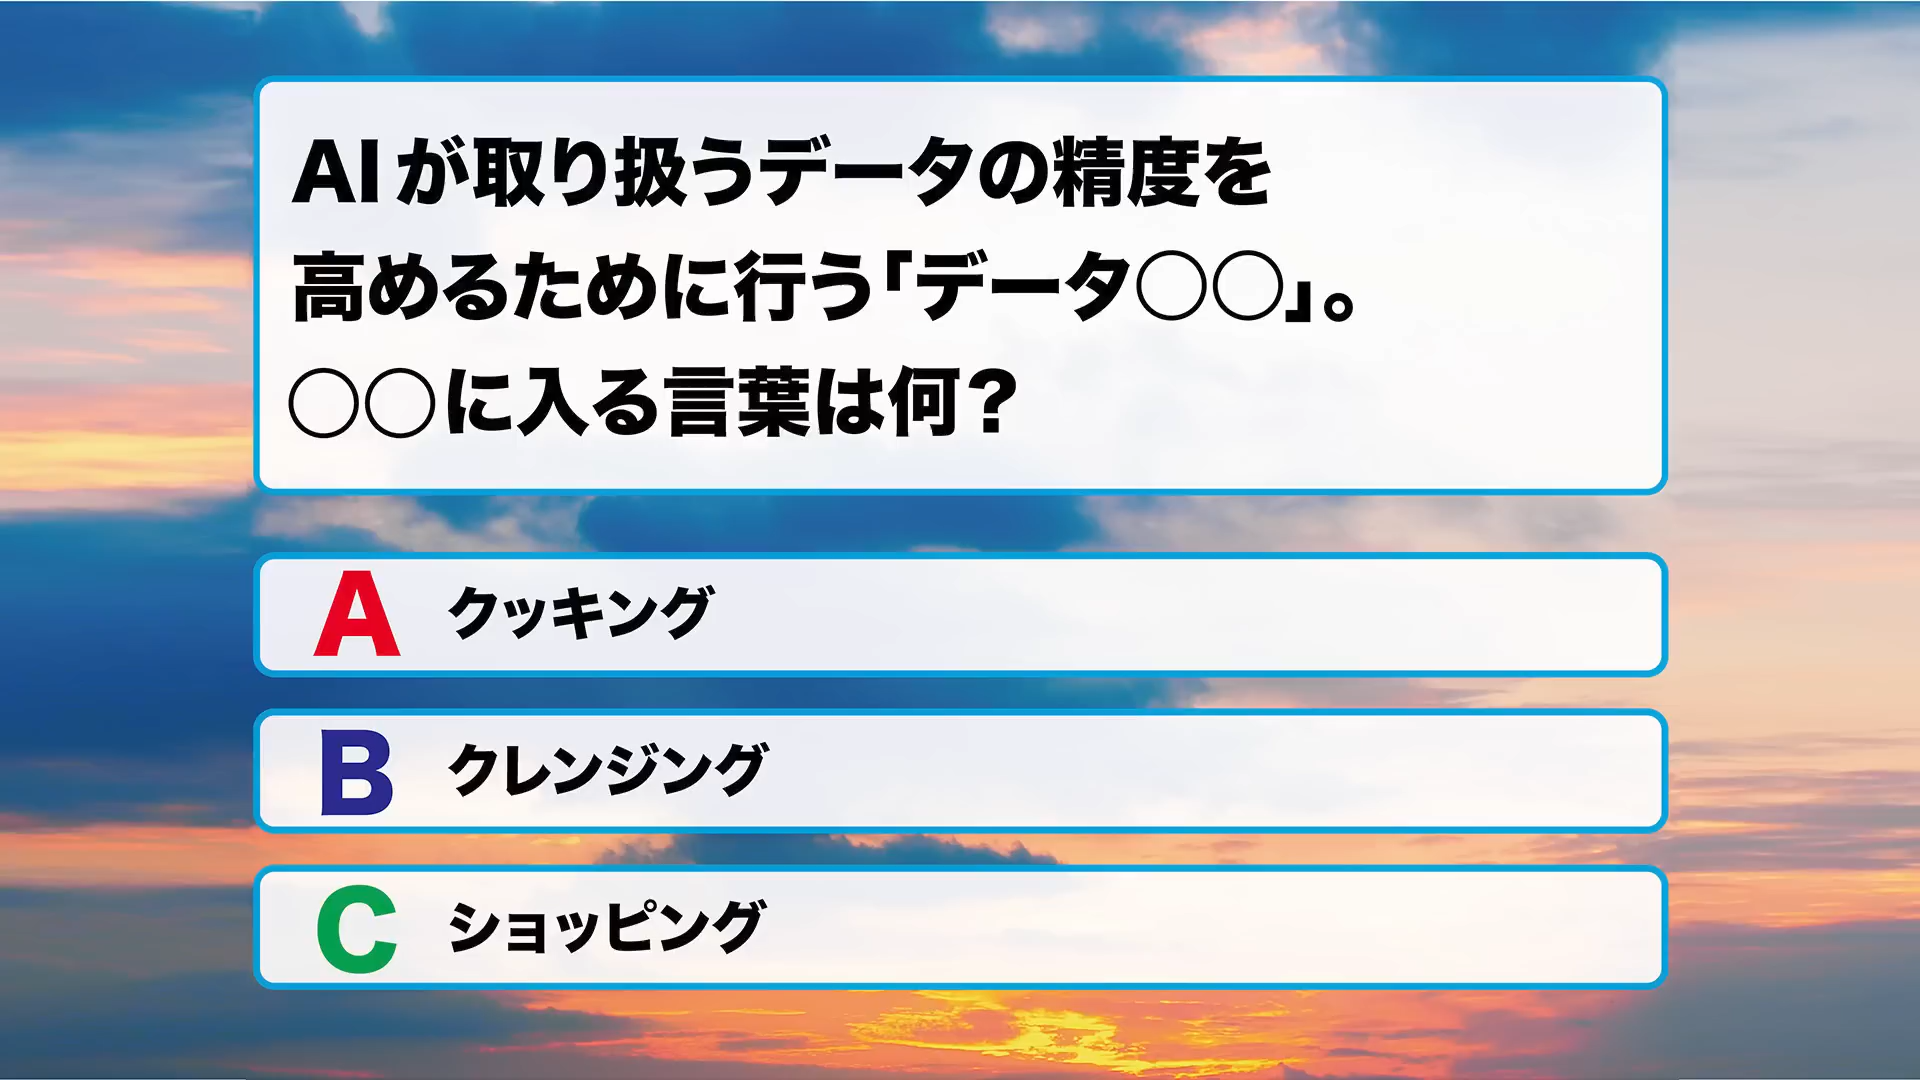 AIが取り扱うデータの精度を
高めるために行う「データ◯◯」。
◯◯に入る言葉は何？
A クッキング
B クレンジング
C ショッピング